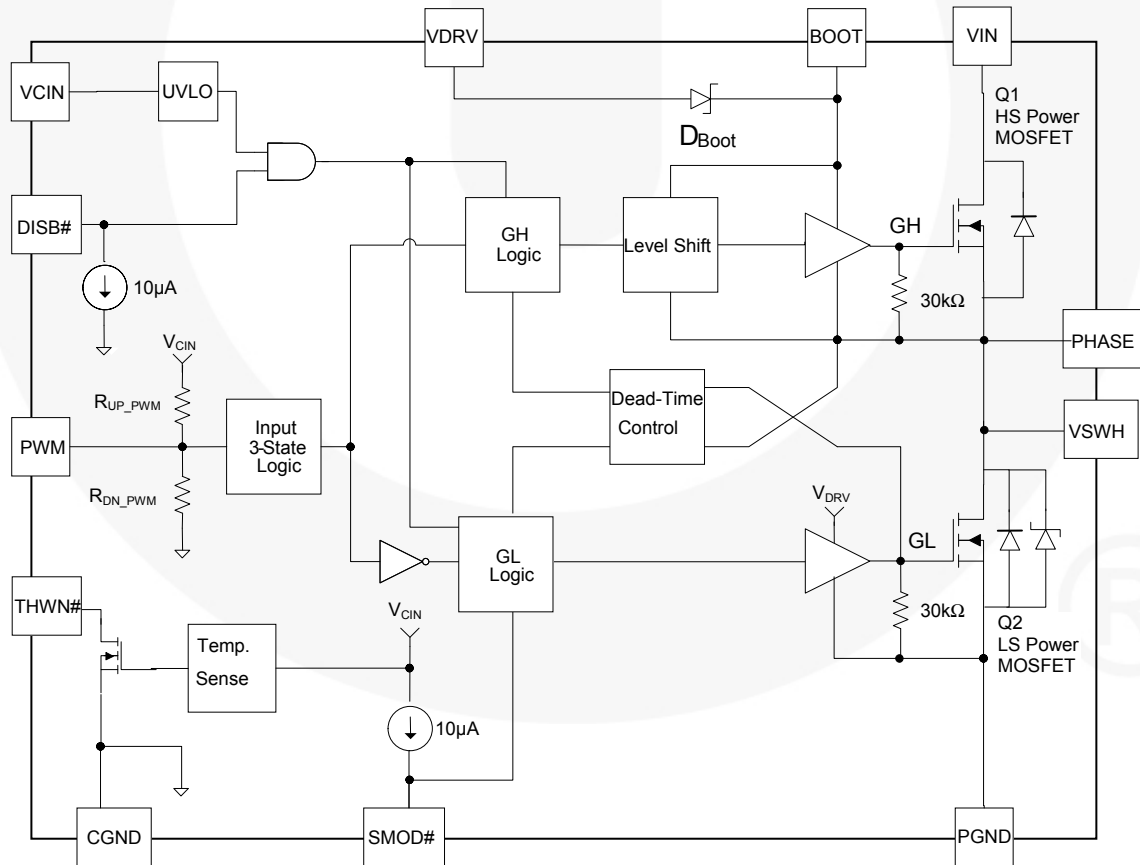 VDRV
BOOT
VIN
VCIN
UVLO
Q1
HS Power
MOSFET
DBoot
DISB#
GH
Logic
Level Shift
GH
10µA
30kΩ
VCIN
PHASE
RUP_PWM
Dead-Time
Control
Input
3-State
Logic
PWM
VSWH
RDN_PWM
VDRV
GL
Logic
GL
THWN#
VCIN
30kΩ
Temp.
Sense
Q2
LS Power
MOSFET
10µA
CGND
SMOD#
PGND
®